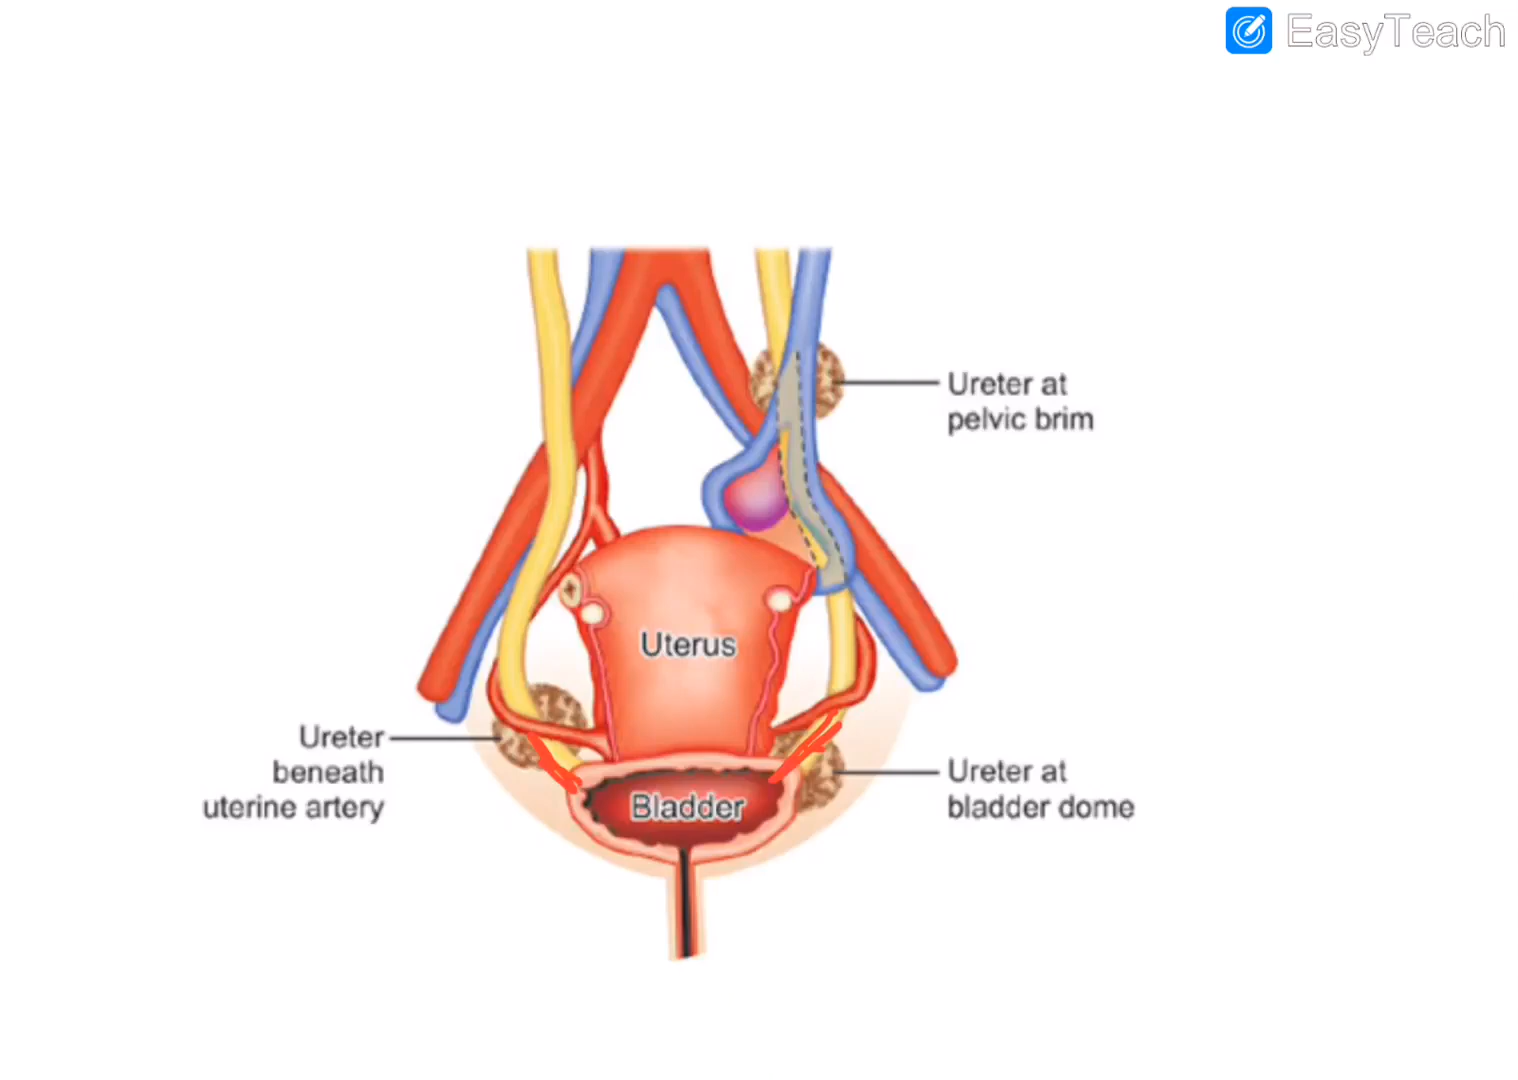 EasyTeach
Ureter at
pelvic brim
Uterus
Ureter
beneath
uterine artery
Ureter at
bladder dome
Bladder